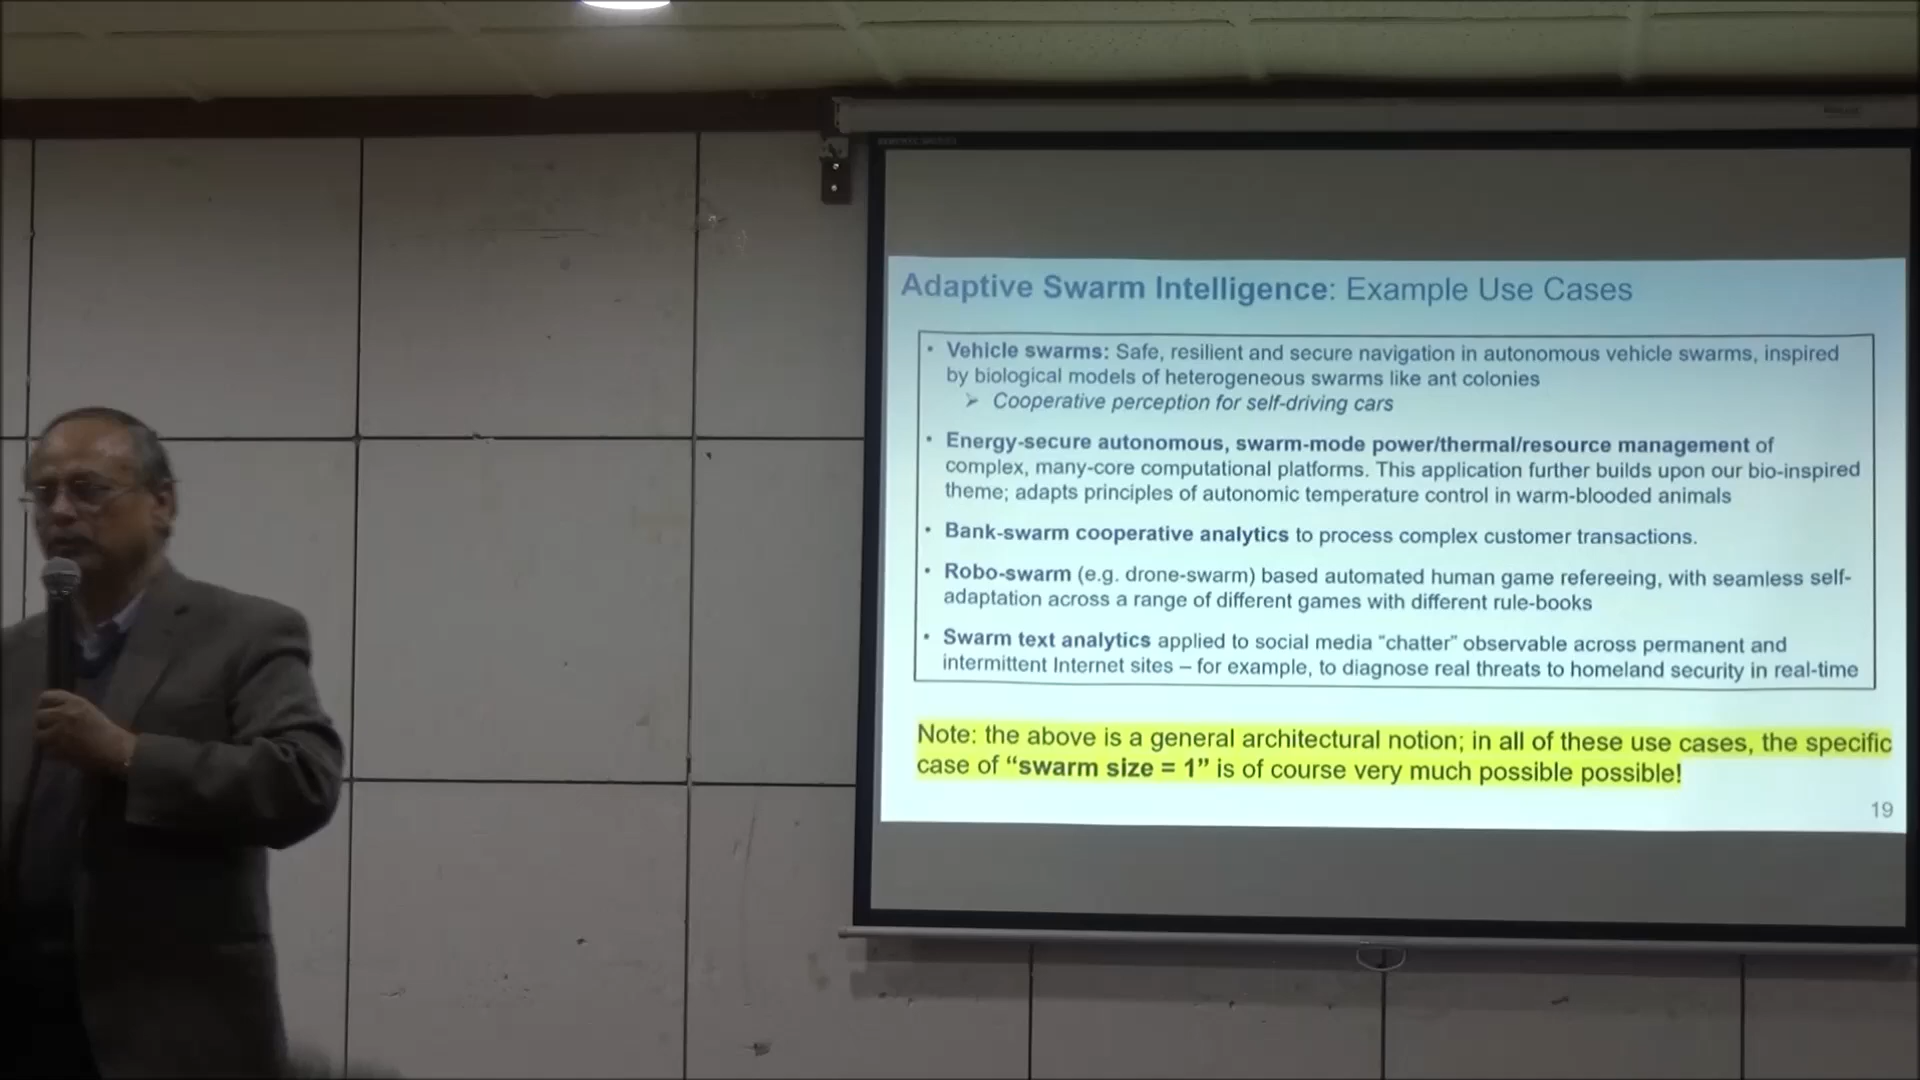 Adaptive Swarm Intelligence: Example Use Cases
• Vehicle swarms: Safe, resilient and secure navigation in autonomous vehicle swarms, inspired
by biological models of heterogeneous swarms like ant colonies
➢ Cooperative perception for self-driving cars
• Energy-secure autonomous, swarm-mode power/thermal/resource management of
complex, many-core computational platforms. This application further builds upon our bio-inspired
theme; adapts principles of autonomic temperature control in warm-blooded animals
• Bank-swarm cooperative analytics to process complex customer transactions.
• Robo-swarm (e.g. drone-swarm) based automated human game refereeing, with seamless self-
adaptation across a range of different games with different rule-books
• Swarm text analytics applied to social media "chatter" observable across permanent and
intermittent Internet sites – for example, to diagnose real threats to homeland security in real-time
Note: the above is a general architectural notion; in all of these use cases, the specific
case of “swarm size = 1” is of course very much possible possible!
19